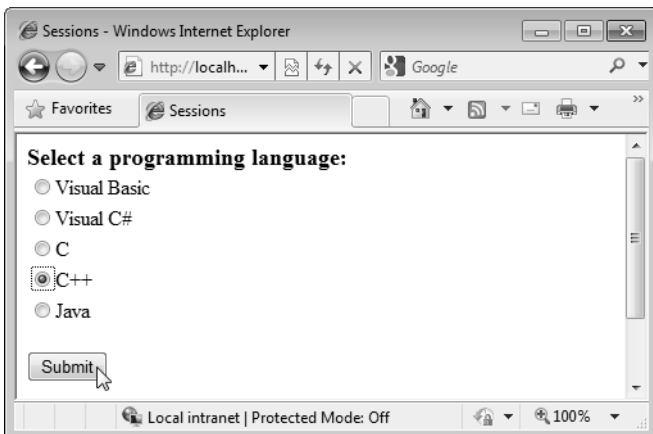 Sessions - Windows Internet Explorer
http://localh...
Google
Favorites
Sessions
Select a programming language:
Visual Basic
Visual C#
C
C++
Java
Submit
Local intranet | Protected Mode: Off
100%